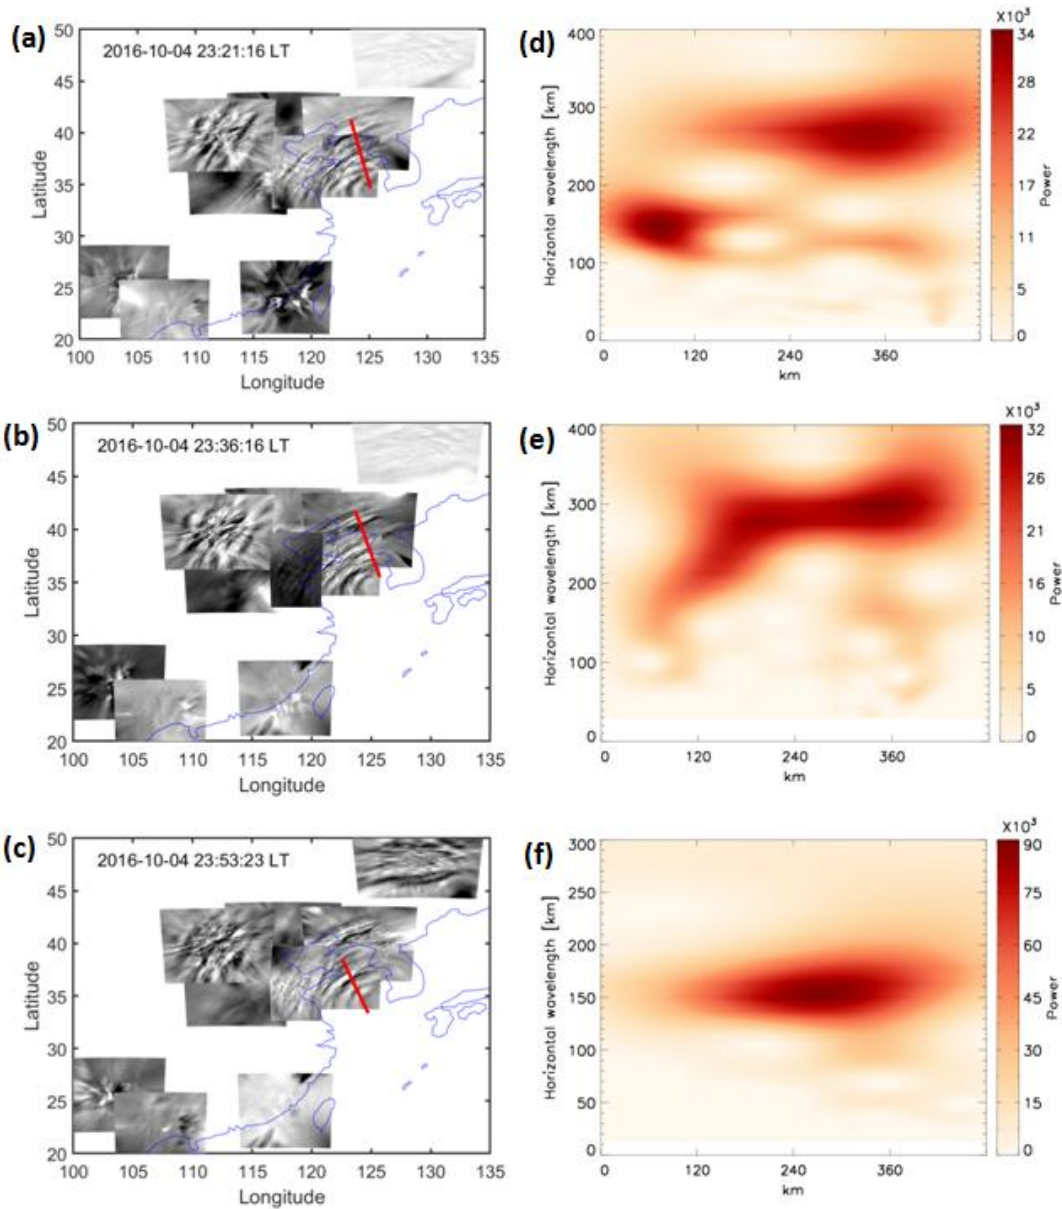 (a)
2016-10-04 23:21:16 LT
50
45
40
35
30
25
20
Latitude
100 105 110 115 120 125 130 135
Longitude
(d)
400
300
200
100
0
Horizontal wavelength [km]
0 120 240 360
km
X10³
34
28
22
17
11
5
0
Power
(b)
2016-10-04 23:36:16 LT
50
45
40
35
30
25
20
Latitude
100 105 110 115 120 125 130 135
Longitude
(e)
400
300
200
100
0
Horizontal wavelength [km]
0 120 240 360
km
X10³
32
26
21
16
10
5
0
Power
(c)
2016-10-04 23:53:23 LT
50
45
40
35
30
25
20
Latitude
100 105 110 115 120 125 130 135
Longitude
(f)
300
250
200
150
100
50
0
Horizontal wavelength [km]
0 120 240 360
km
X10³
90
75
60
45
30
15
0
Power